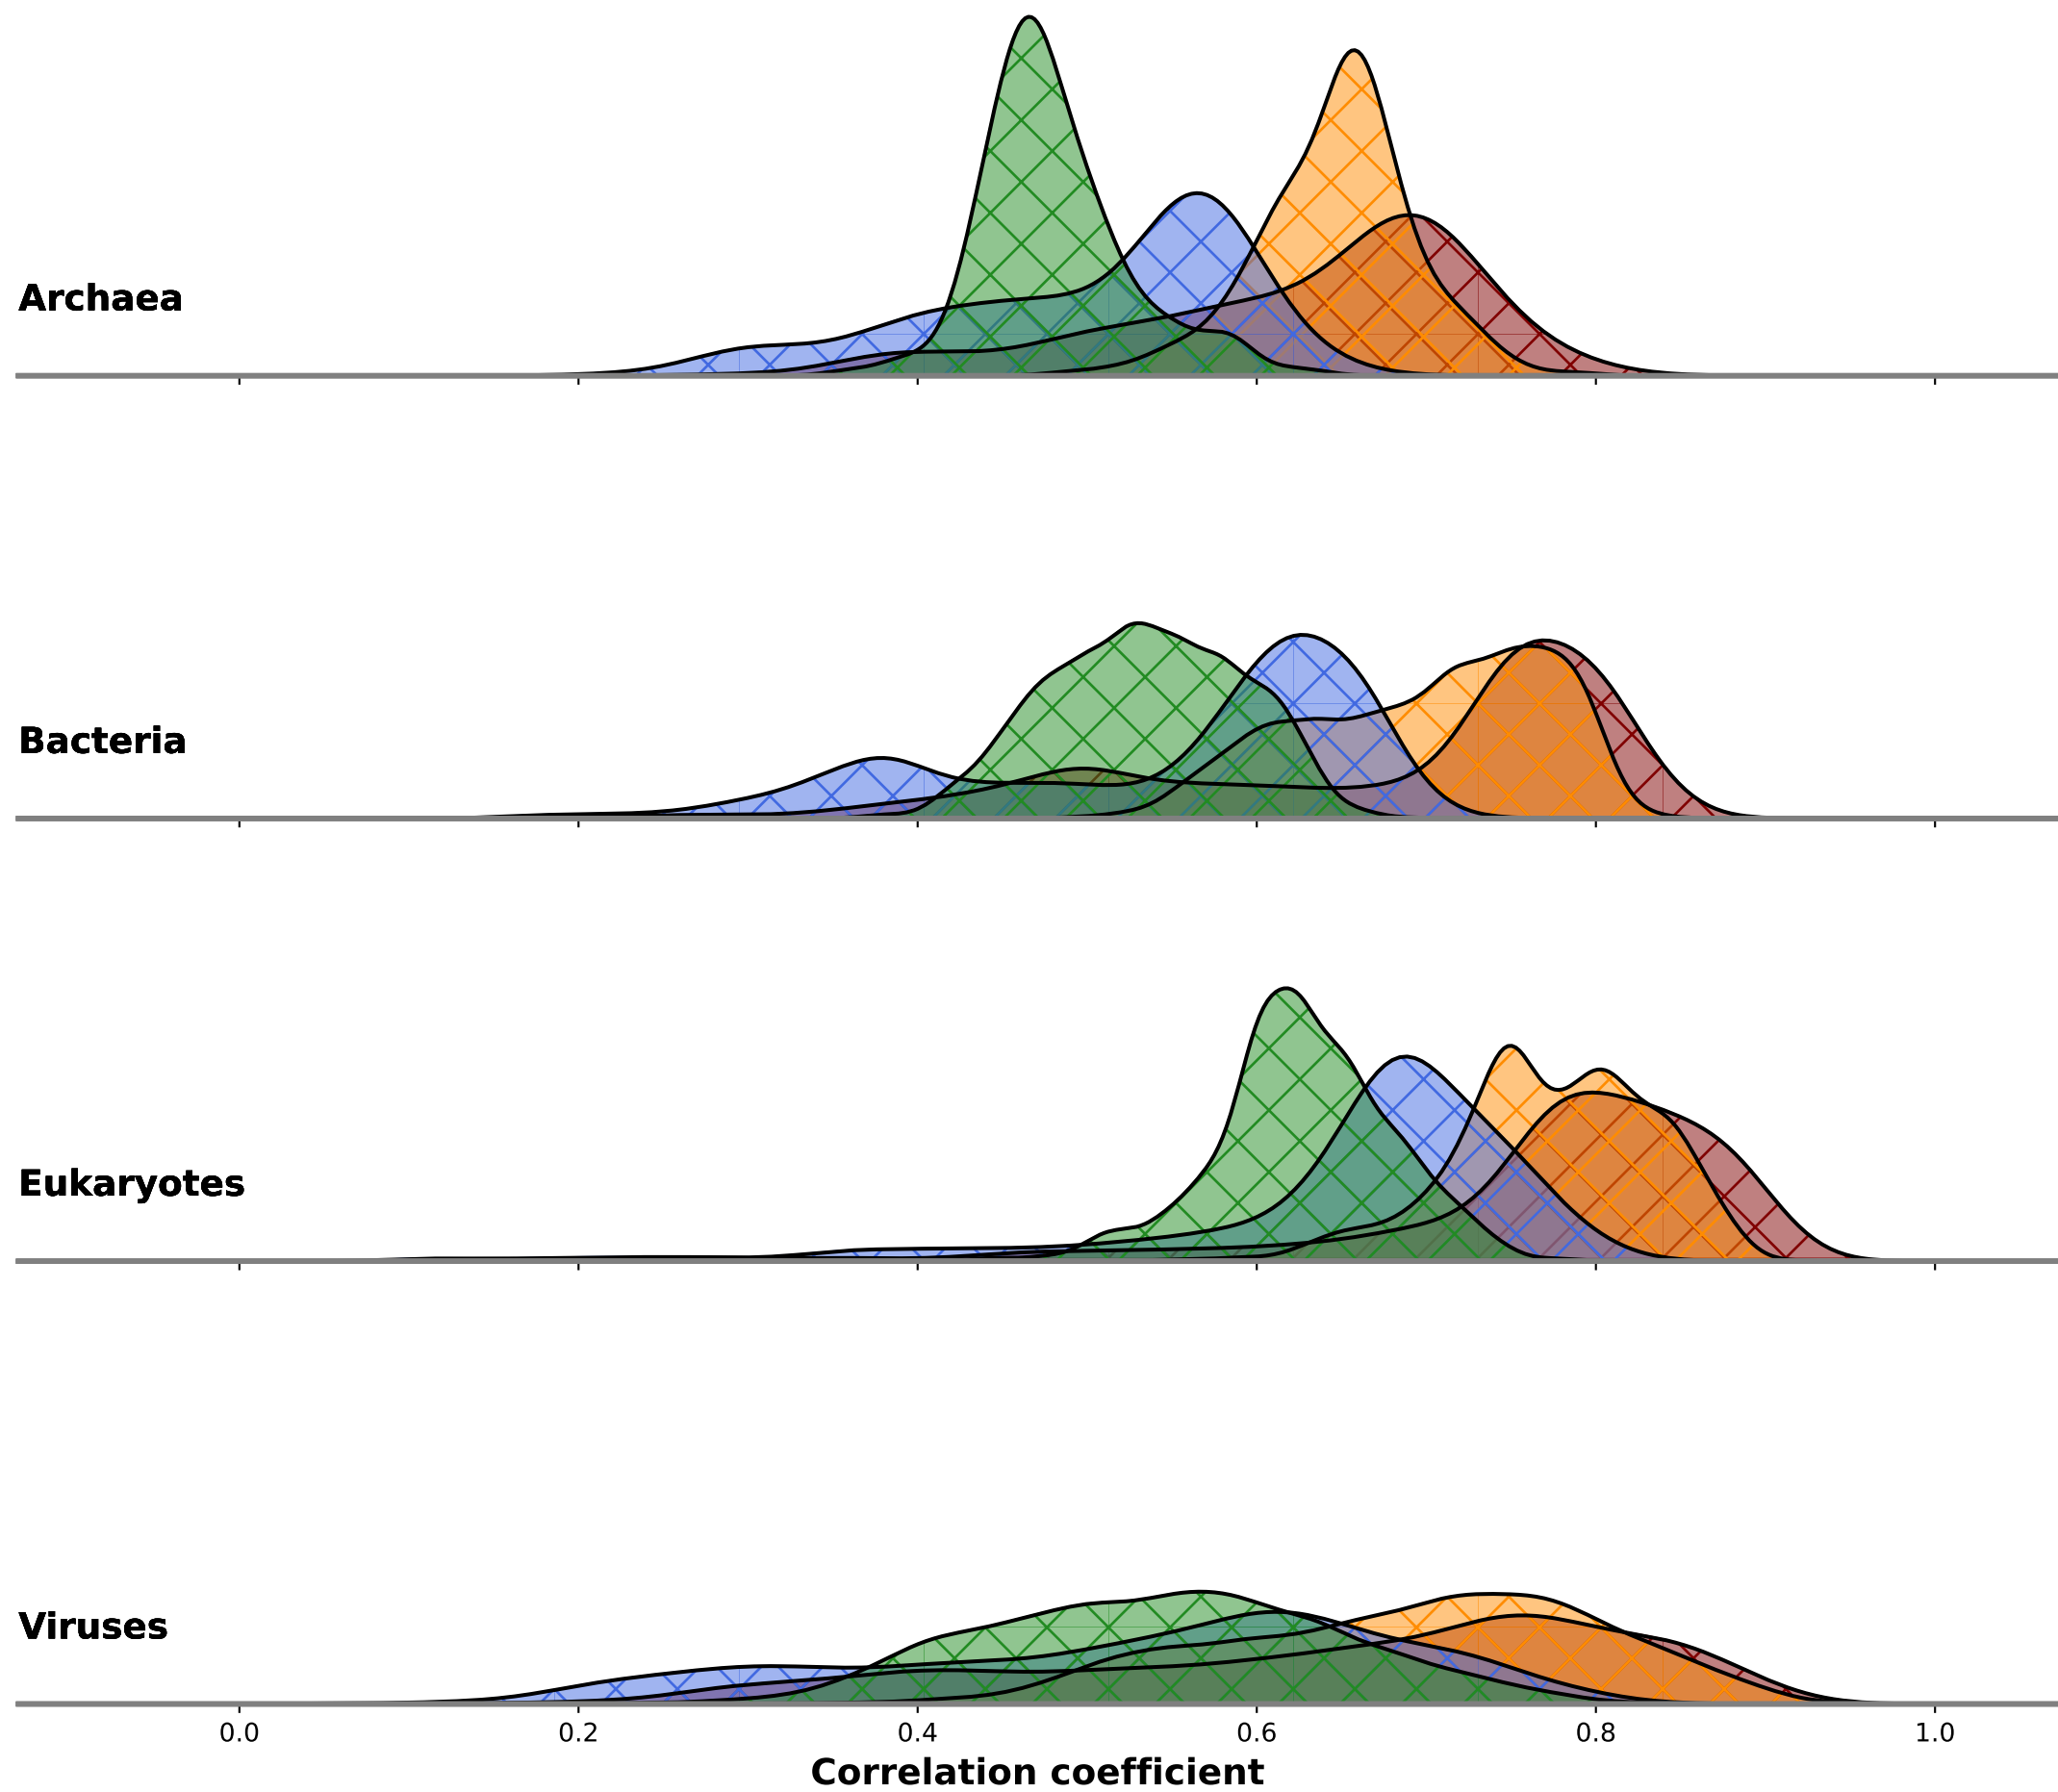 Archaea
Bacteria
Eukaryotes
Viruses
0.0 0.2 0.4 0.6 0.8 1.0
Correlation coefficient